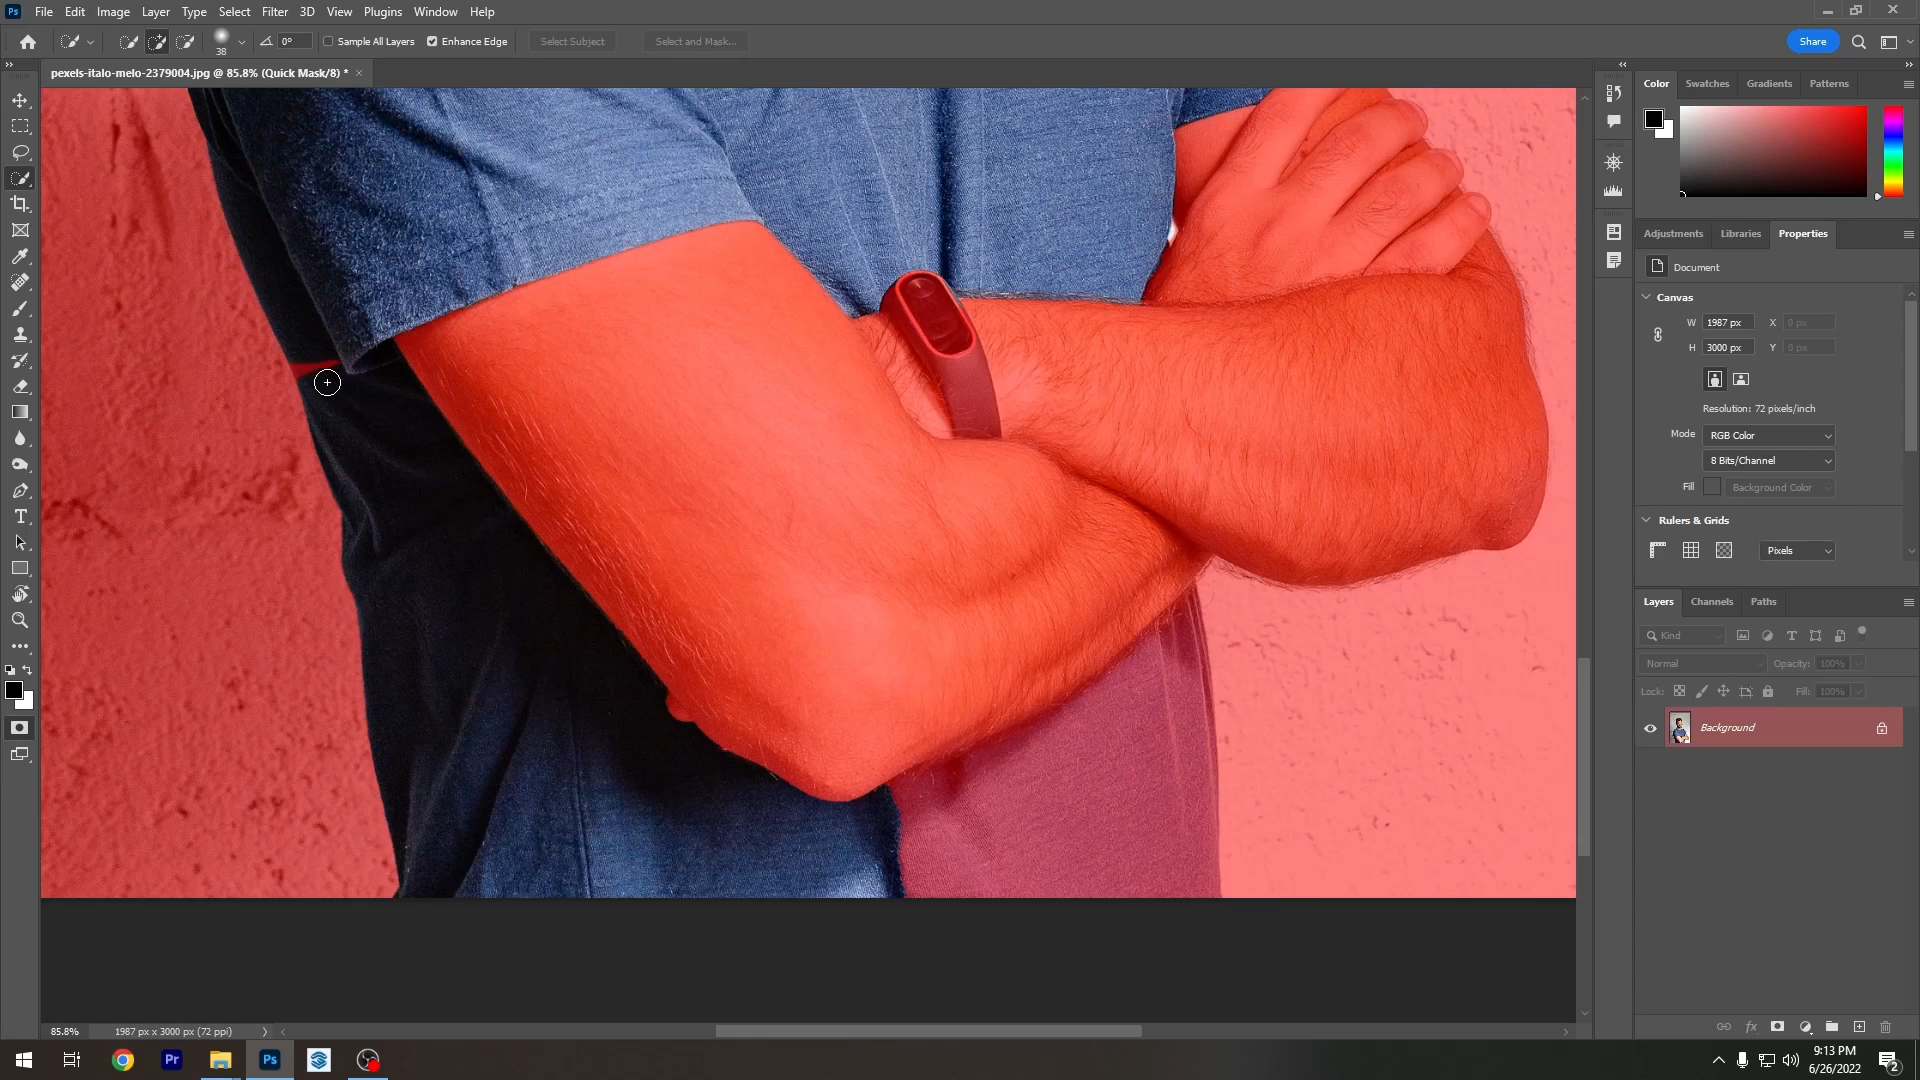 Ps File Edit Image Layer Type Select Filter 3D View Plugins Window Help
38 0° Sample All Layers Enhance Edge Select Subject Select and Mask... Share
pexels-italo-melo-2379004.jpg @ 85.8% (Quick Mask/8) * ×
Color Swatches Gradients Patterns
Adjustments Libraries Properties
Document
Canvas
W 1987 px X 0 px
H 3000 px Y 0 px
Resolution: 72 pixels/inch
Mode RGB Color
8 Bits/Channel
Fill Background Color
Rulers & Grids
Pixels
Layers Channels Paths
Kind
Normal Opacity: 100%
Lock: Fill: 100%
Background
fx
85.8% 1987 px x 3000 px (72 ppi)
Pr Ps
9:13 PM
6/26/2022
2